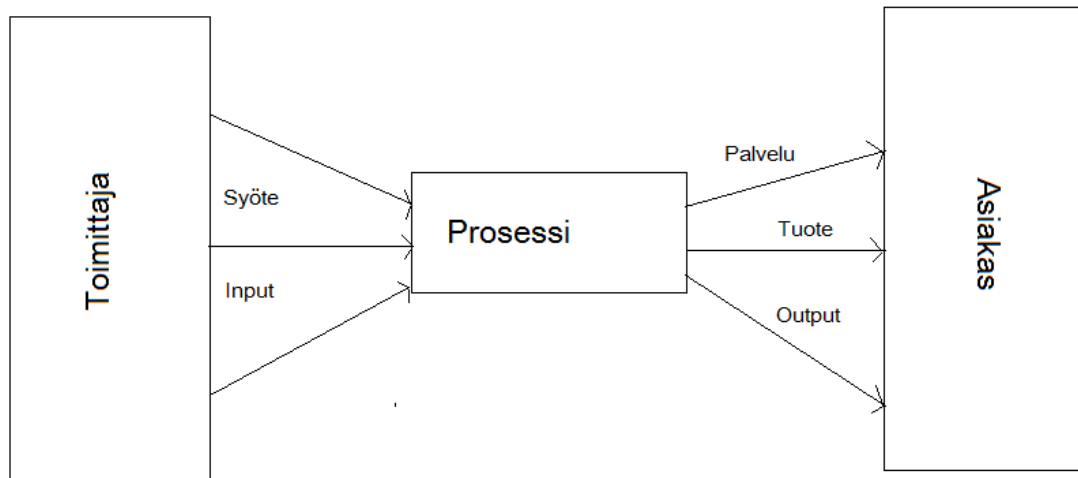 Toimittaja
Syöte
Input
Prosessi
Palvelu
Tuote
Output
Asiakas